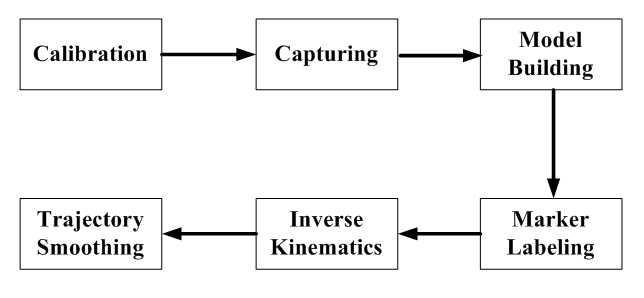 Calibration
Capturing
Model
Building
Marker
Labeling
Inverse
Kinematics
Trajectory
Smoothing